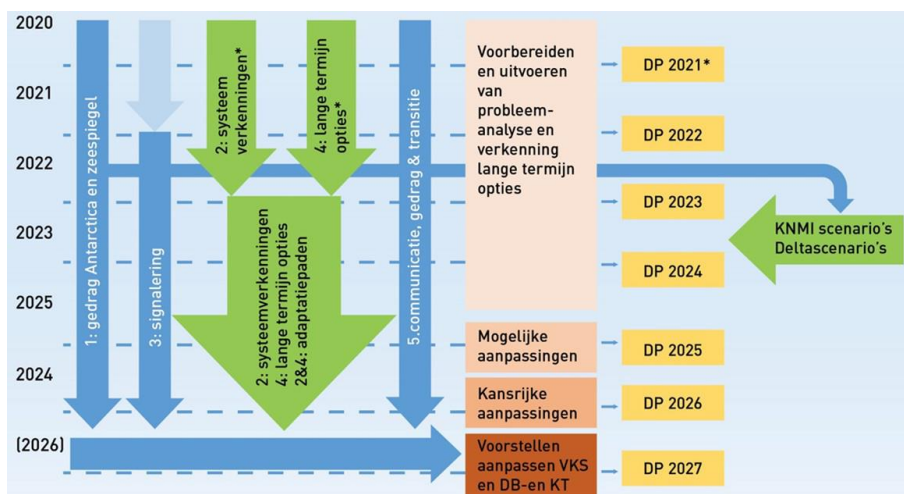 2020
2021
2022
2023
2025
2024
(2026)
1: gedrag Antarctica en zeespiegel
3: signalering
2: systeem
verkenningen*
4: lange termijn
opties*
2: systeemverkenningen
4: lange termijn opties
2&4: adaptatiepaden
5.communicatie, gedrag & transitie
Voorbereiden
en uitvoeren
van
probleem-
analyse en
verkenning
lange termijn
opties
Mogelijke
aanpassingen
Kansrijke
aanpassingen
Voorstellen
aanpassen VKS
en DB-en KT
DP 2021*
DP 2022
DP 2023
DP 2024
DP 2025
DP 2026
DP 2027
KNMI scenario's
Deltascenario's